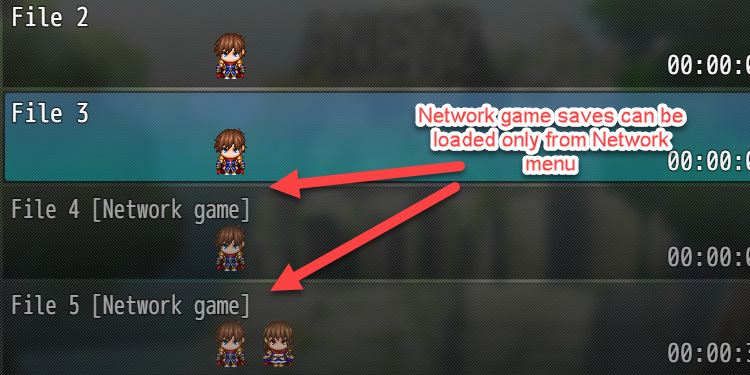 File 2
00:00:0
File 3
Network game saves can be
loaded only from Network
menu
00:00:0
File 4 [Network game]
00:00:0
File 5 [Network game]
00:00:3